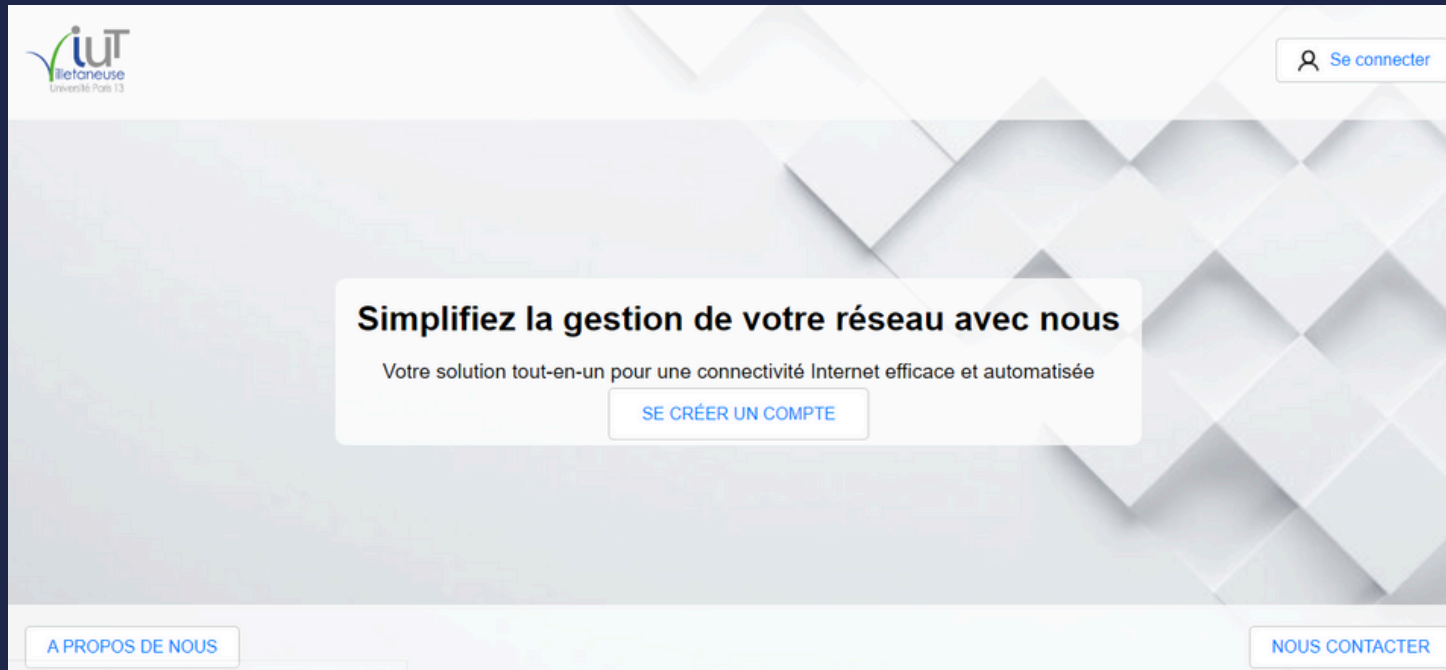 iUT
Villetaneuse
Université Paris 13
Se connecter
Simplifiez la gestion de votre réseau avec nous
Votre solution tout-en-un pour une connectivité Internet efficace et automatisée
SE CRÉER UN COMPTE
A PROPOS DE NOUS
NOUS CONTACTER